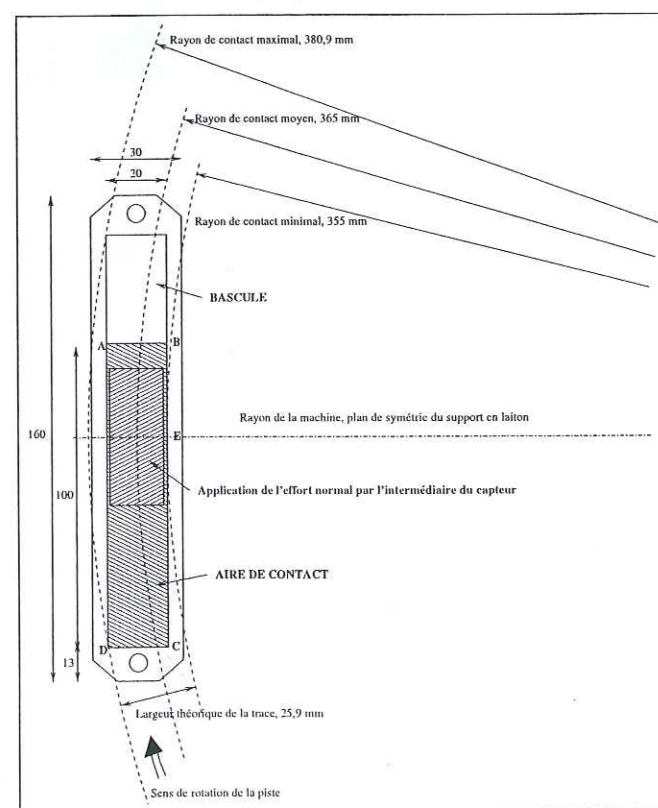 Rayon de contact maximal, 380,9 mm
Rayon de contact moyen, 365 mm
30
20
Rayon de contact minimal, 355 mm
BASCULE
A
B
Rayon de la machine, plan de symétrie du support en laiton
160
E
100
Application de l'effort normal par l'intermédiaire du capteur
AIRE DE CONTACT
D
C
13
Largeur théorique de la trace, 25,9 mm
Sens de rotation de la piste